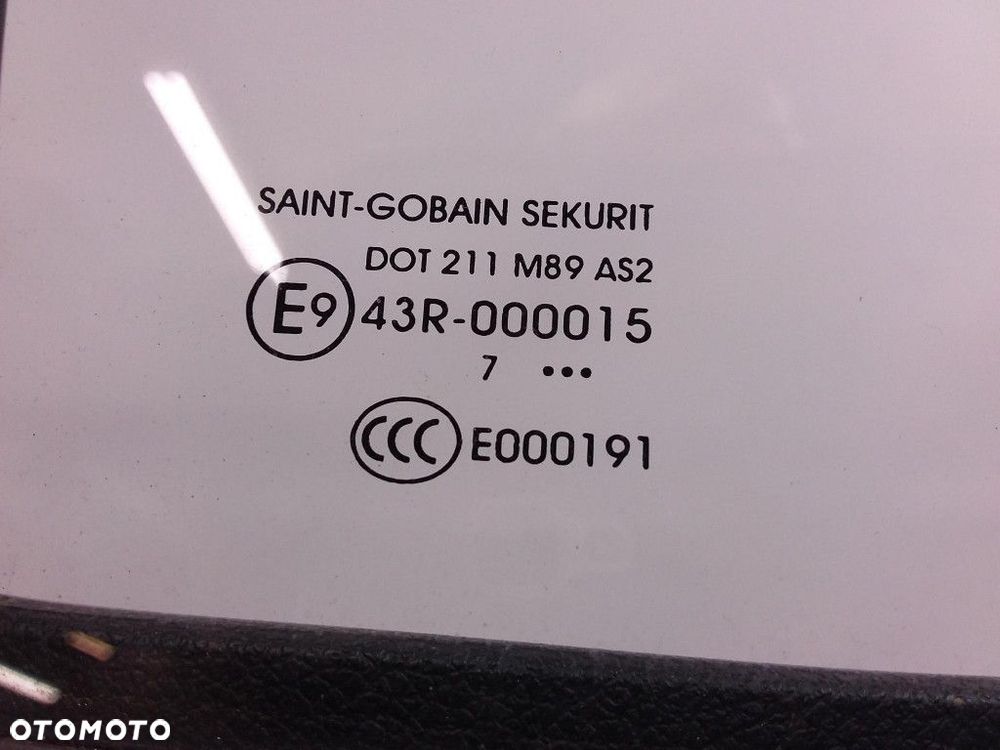 SAINT-GOBAIN SEKURIT
DOT 211 M89 AS2
E9 43R-000015
7 •••
CCC E000191
OTOMOTO